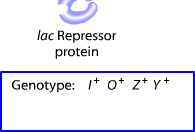 lac Repressor
protein
Genotype: I⁺ O⁺ Z⁺ Y⁺